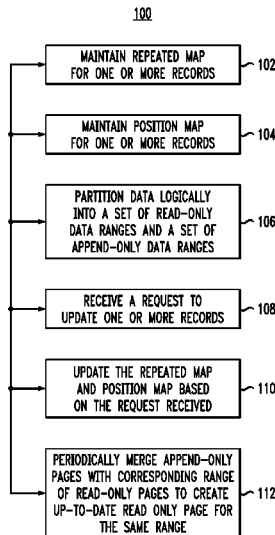 100
MAINTAIN REPEATED MAP
FOR ONE OR MORE RECORDS
102
MAINTAIN POSITION MAP
FOR ONE OR MORE RECORDS
104
PARTITION DATA LOGICALLY
INTO A SET OF READ-ONLY
DATA RANGES AND A SET OF
APPEND-ONLY DATA RANGES
106
RECEIVE A REQUEST TO
UPDATE ONE OR MORE RECORDS
108
UPDATE THE REPEATED MAP
AND POSITION MAP BASED
ON THE REQUEST RECEIVED
110
PERIODICALLY MERGE APPEND-ONLY
PAGES WITH CORRESPONDING RANGE
OF READ-ONLY PAGES TO CREATE
UP-TO-DATE READ ONLY PAGE FOR
THE SAME RANGE
112